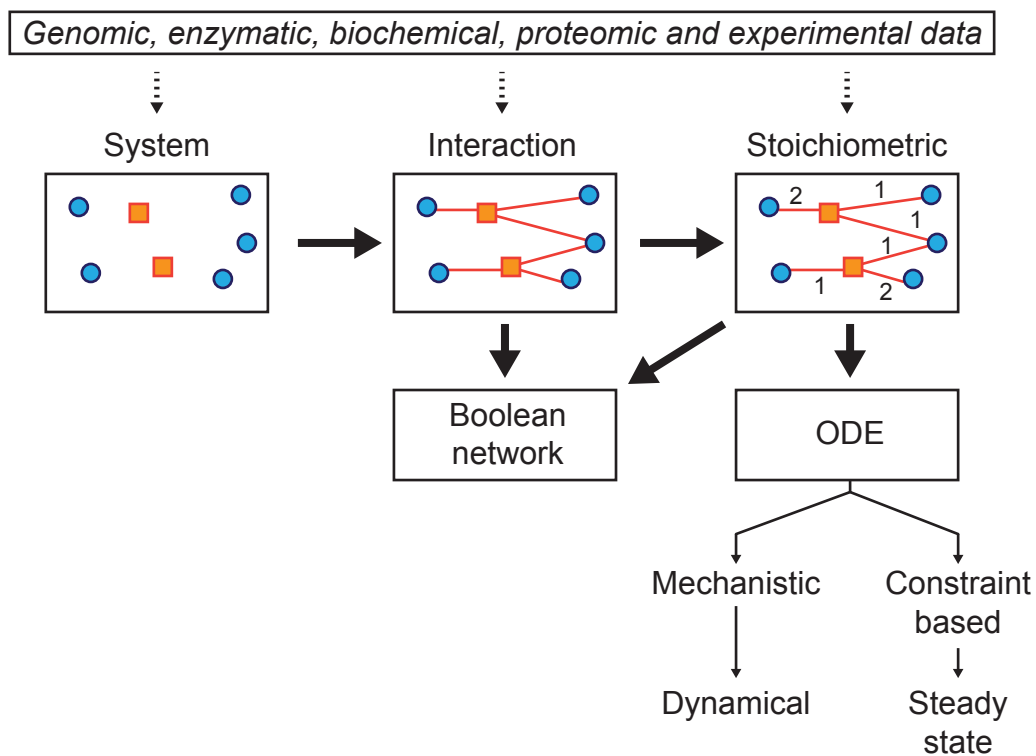 Genomic, enzymatic, biochemical, proteomic and experimental data
System
Interaction
Stoichiometric
2
1
1
1
1
2
Boolean
network
ODE
Mechanistic
Constraint
based
Dynamical
Steady
state